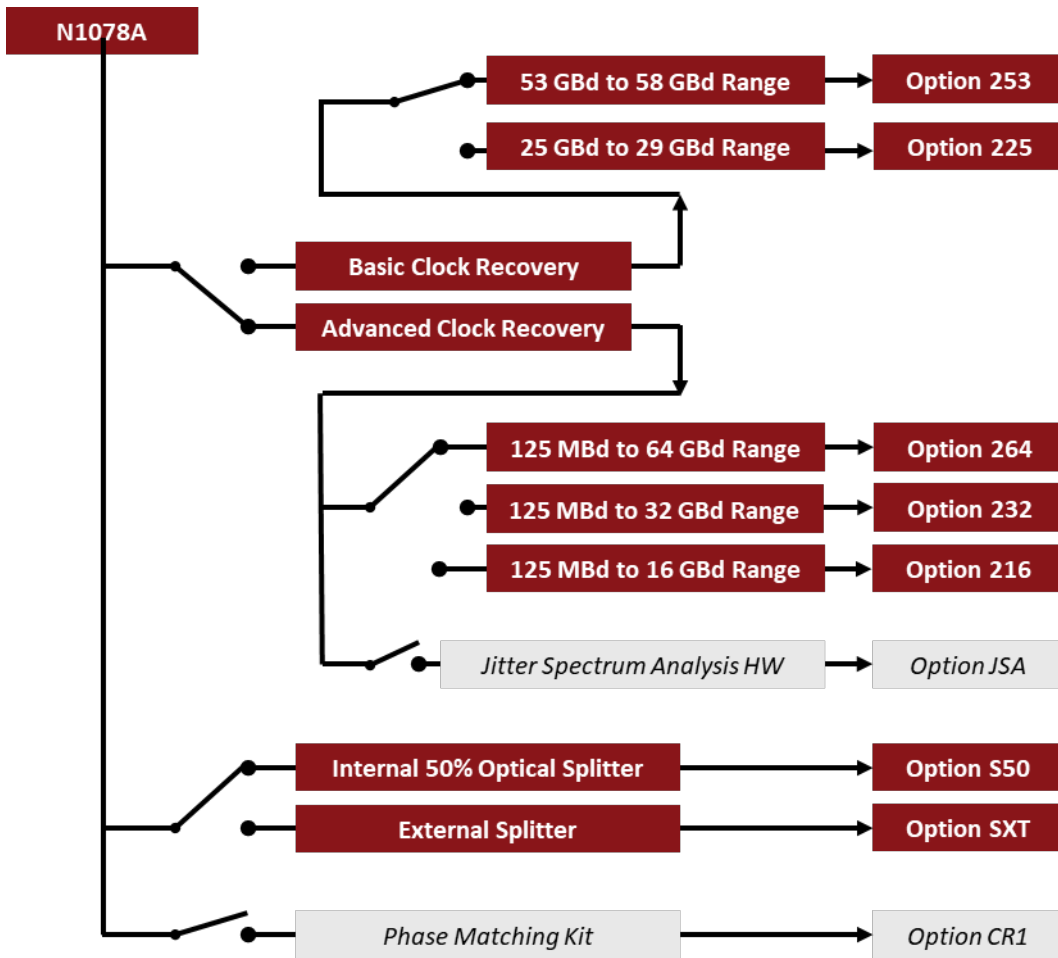 N1078A
53 GBd to 58 GBd Range
Option 253
25 GBd to 29 GBd Range
Option 225
Basic Clock Recovery
Advanced Clock Recovery
125 MBd to 64 GBd Range
Option 264
125 MBd to 32 GBd Range
Option 232
125 MBd to 16 GBd Range
Option 216
Jitter Spectrum Analysis HW
Option JSA
Internal 50% Optical Splitter
Option S50
External Splitter
Option SXT
Phase Matching Kit
Option CR1